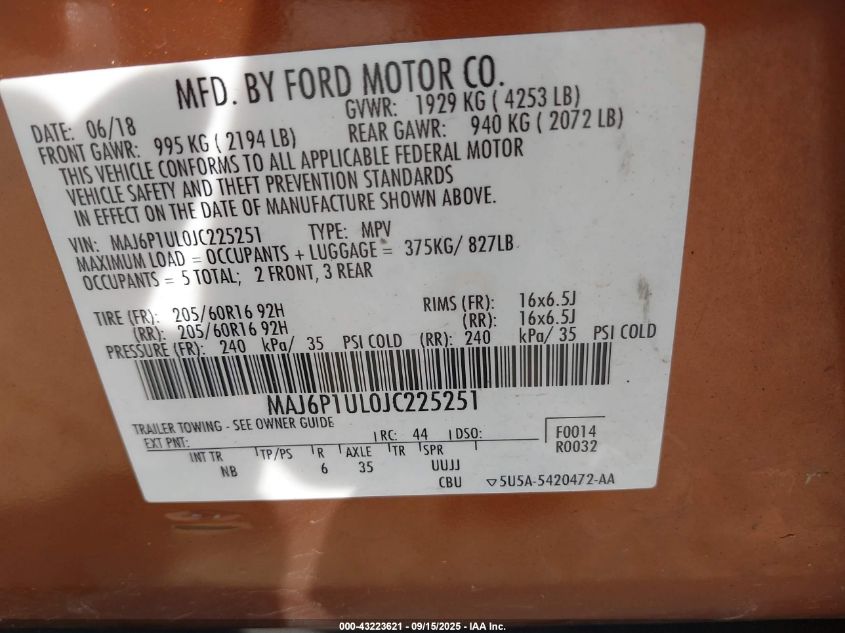 MFD. BY FORD MOTOR CO.
DATE: 06/18 GVWR: 1929 KG ( 4253 LB)
FRONT GAWR: 995 KG ( 2194 LB) REAR GAWR: 940 KG ( 2072 LB)
THIS VEHICLE CONFORMS TO ALL APPLICABLE FEDERAL MOTOR
VEHICLE SAFETY AND THEFT PREVENTION STANDARDS
IN EFFECT ON THE DATE OF MANUFACTURE SHOWN ABOVE.
VIN: MAJ6P1UL0JC225251 TYPE: MPV
MAXIMUM LOAD = OCCUPANTS + LUGGAGE = 375KG/ 827LB
OCCUPANTS = 5 TOTAL; 2 FRONT, 3 REAR
TIRE (FR): 205/60R16 92H RIMS (FR): 16x6.5J
(RR): 205/60R16 92H (RR): 16x6.5J
PRESSURE (FR): 240 kPa/ 35 PSI COLD (RR): 240 kPa/ 35 PSI COLD
MAJ6P1UL0JC225251
TRAILER TOWING - SEE OWNER GUIDE
EXT PNT: RC: 44 DSO: F0014
R0032
INT TR TP/PS R AXLE TR SPR
NB 6 35 UUJJ
CBU ▽5U5A-5420472-AA
000-43223621 - 09/15/2025 - IAA Inc.